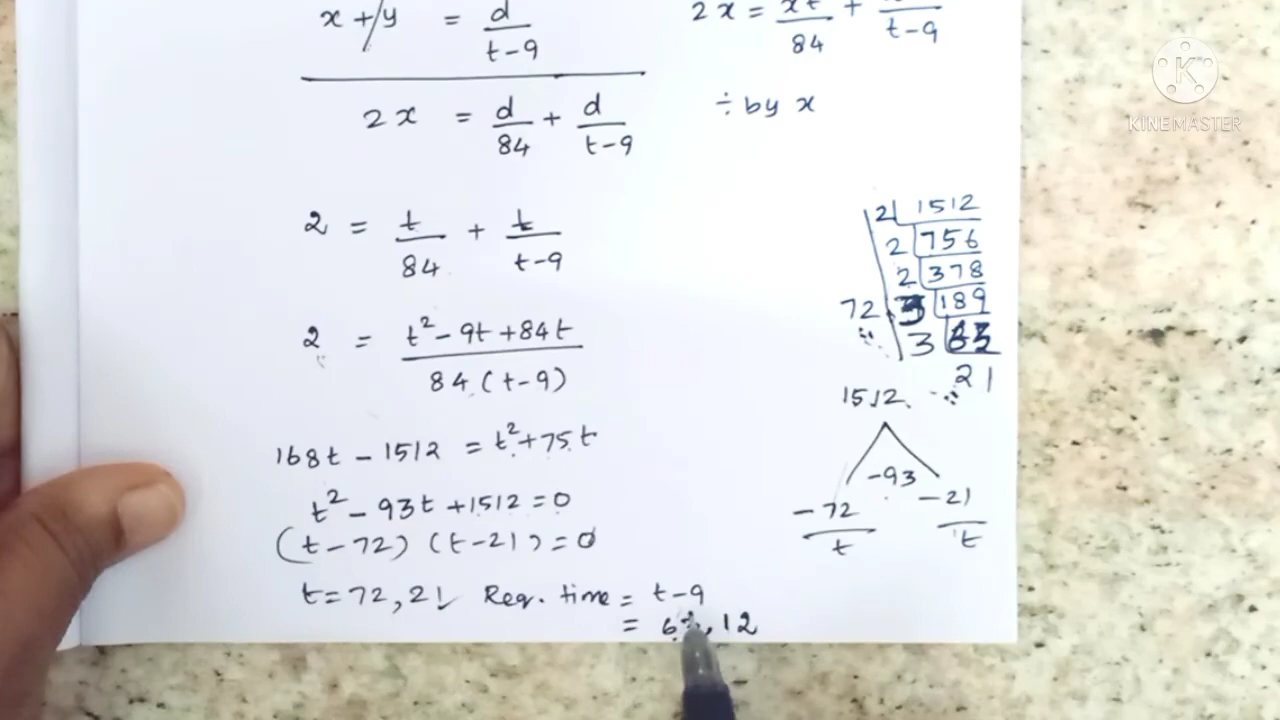 x + y = d / t-9
2x = d/84 + d/t-9
2 = t/84 + t/t-9
2 = t² - 9t + 84t / 84 (t-9)
168t - 1512 = t² + 75t
t² - 93t + 1512 = 0
(t-72) (t-21) = 0
t = 72, 21 Req. time = t-9
= 63, 12
2x = xt/84 + t-9
÷ by x
2 | 1512
2 | 756
2 | 378
72 3 | 189
3 | 63
21
1512
-93
-72 -21
t t
K
KINEMASTER